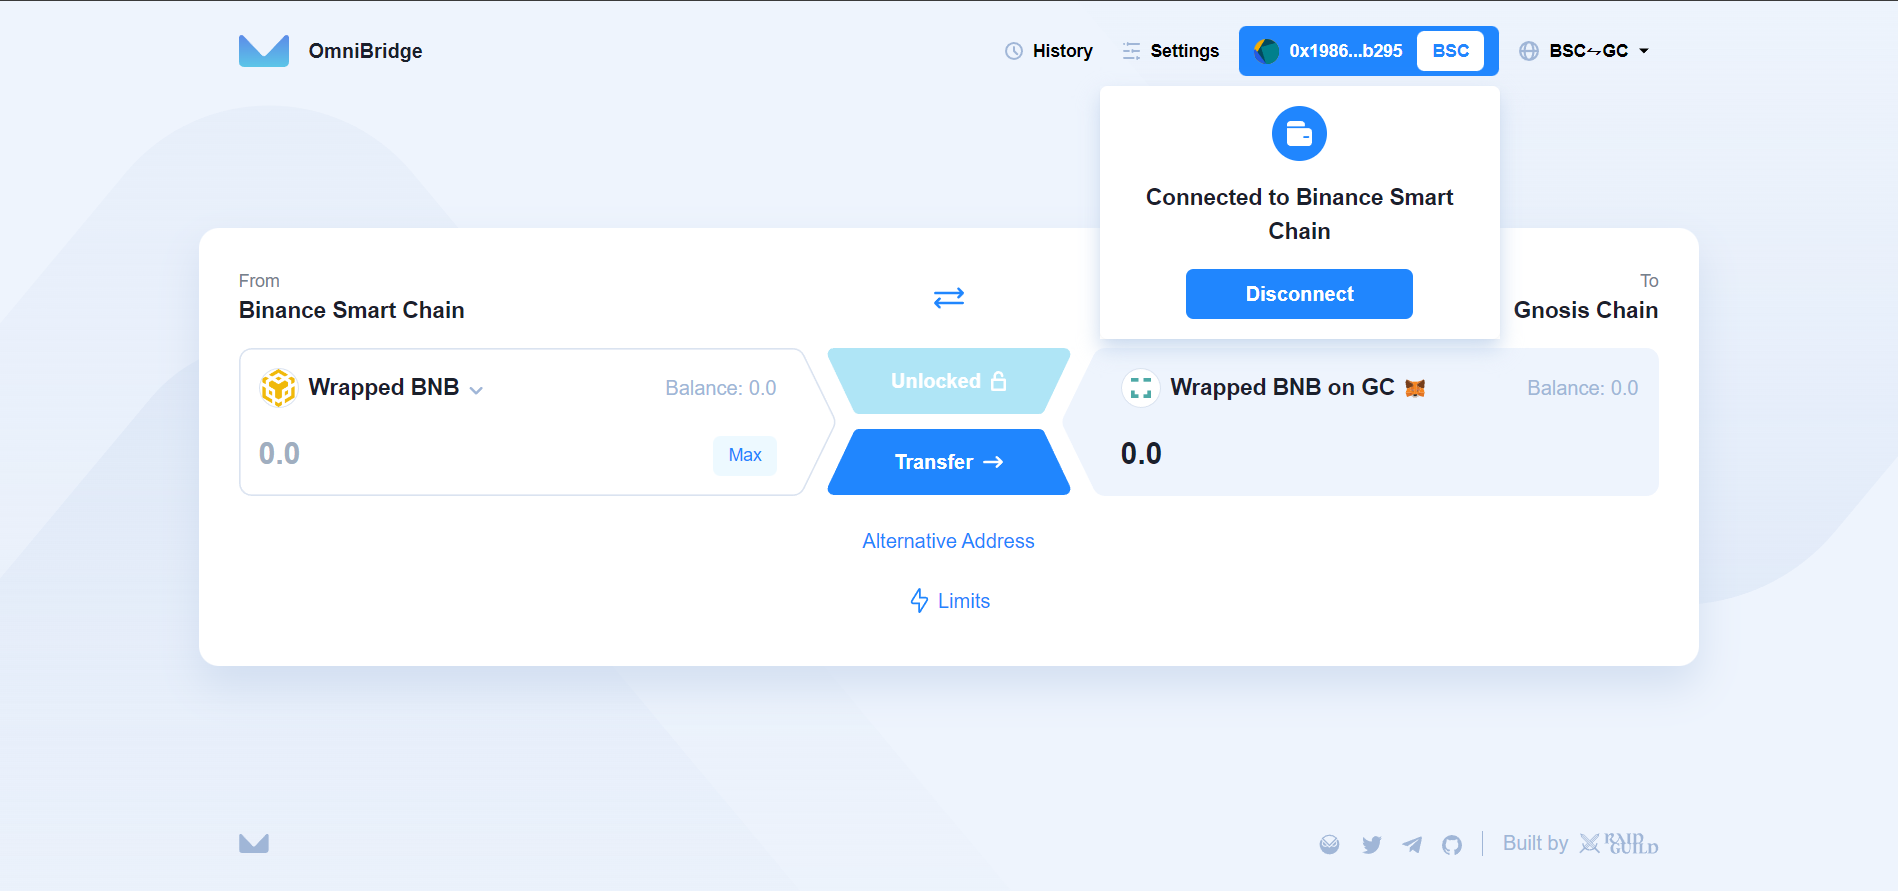 OmniBridge
History
Settings
0x1986...b295
BSC
BSC⇋GC
Connected to Binance Smart
Chain
Disconnect
From
Binance Smart Chain
To
Gnosis Chain
Wrapped BNB
Balance: 0.0
0.0
Max
Unlocked
Transfer
Wrapped BNB on GC
Balance: 0.0
0.0
Alternative Address
Limits
Built by
RAID
GUILD